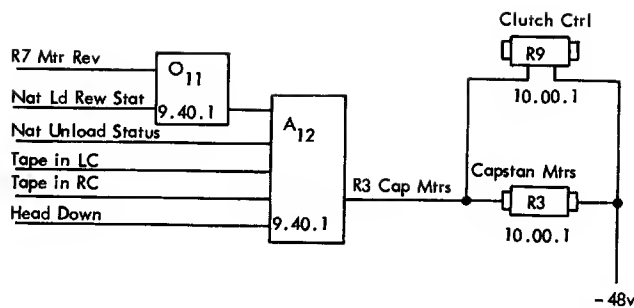 Clutch Ctrl
R7 Mtr Rev
O11
R9
Nat Ld Rew Stat
9.40.1
10.00.1
A12
Nat Unload Status
Tape in LC
Tape in RC
R3 Cap Mtrs
Capstan Mtrs
R3
Head Down
9.40.1
10.00.1
-48v